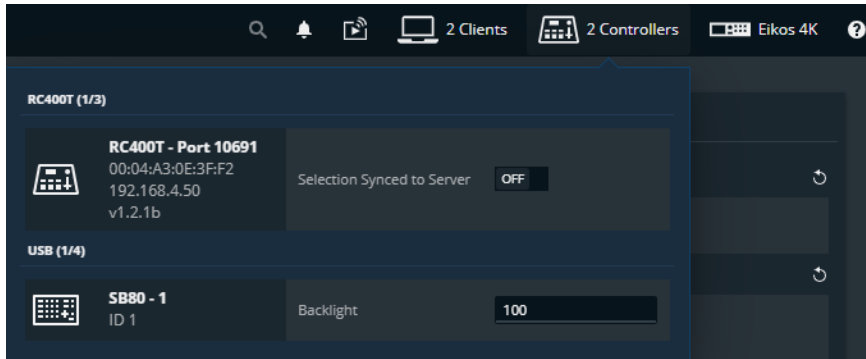 2 Clients 2 Controllers Eikos 4K ?
RC400T (1/3)
RC400T - Port 10691
00:04:A3:0E:3F:F2
192.168.4.50
v1.2.1b
Selection Synced to Server OFF
USB (1/4)
SB80 - 1
ID 1
Backlight 100